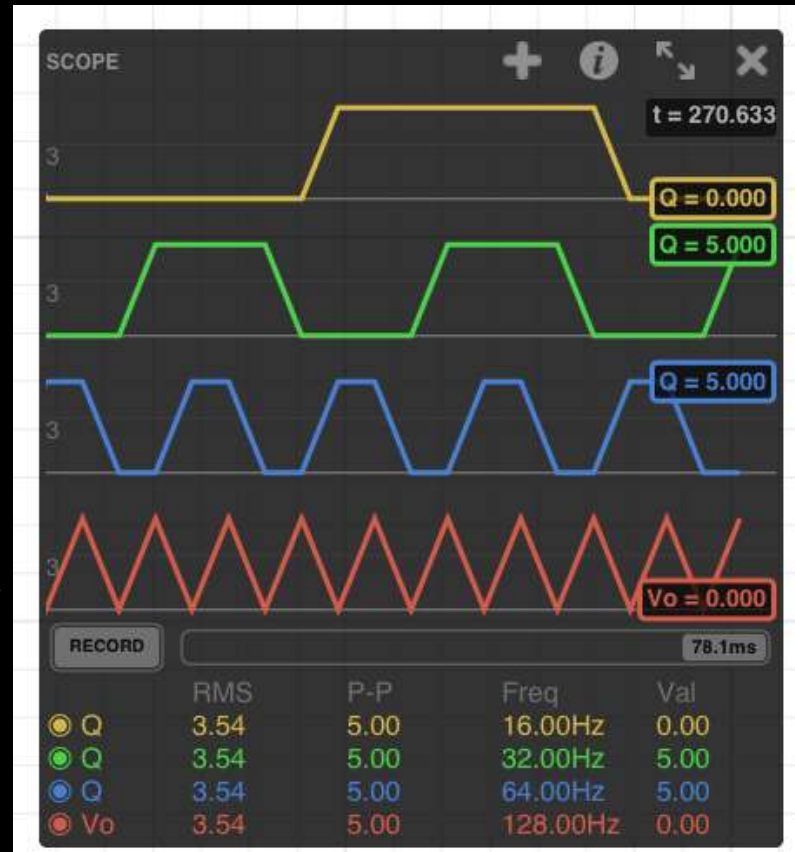 SCOPE
t = 270.633
3
Q = 0.000
Q = 5.000
3
Q = 5.000
3
3
Vo = 0.000
RECORD 78.1ms
RMS P-P Freq Val
Q 3.54 5.00 16.00Hz 0.00
Q 3.54 5.00 32.00Hz 5.00
Q 3.54 5.00 64.00Hz 5.00
Vo 3.54 5.00 128.00Hz 0.00